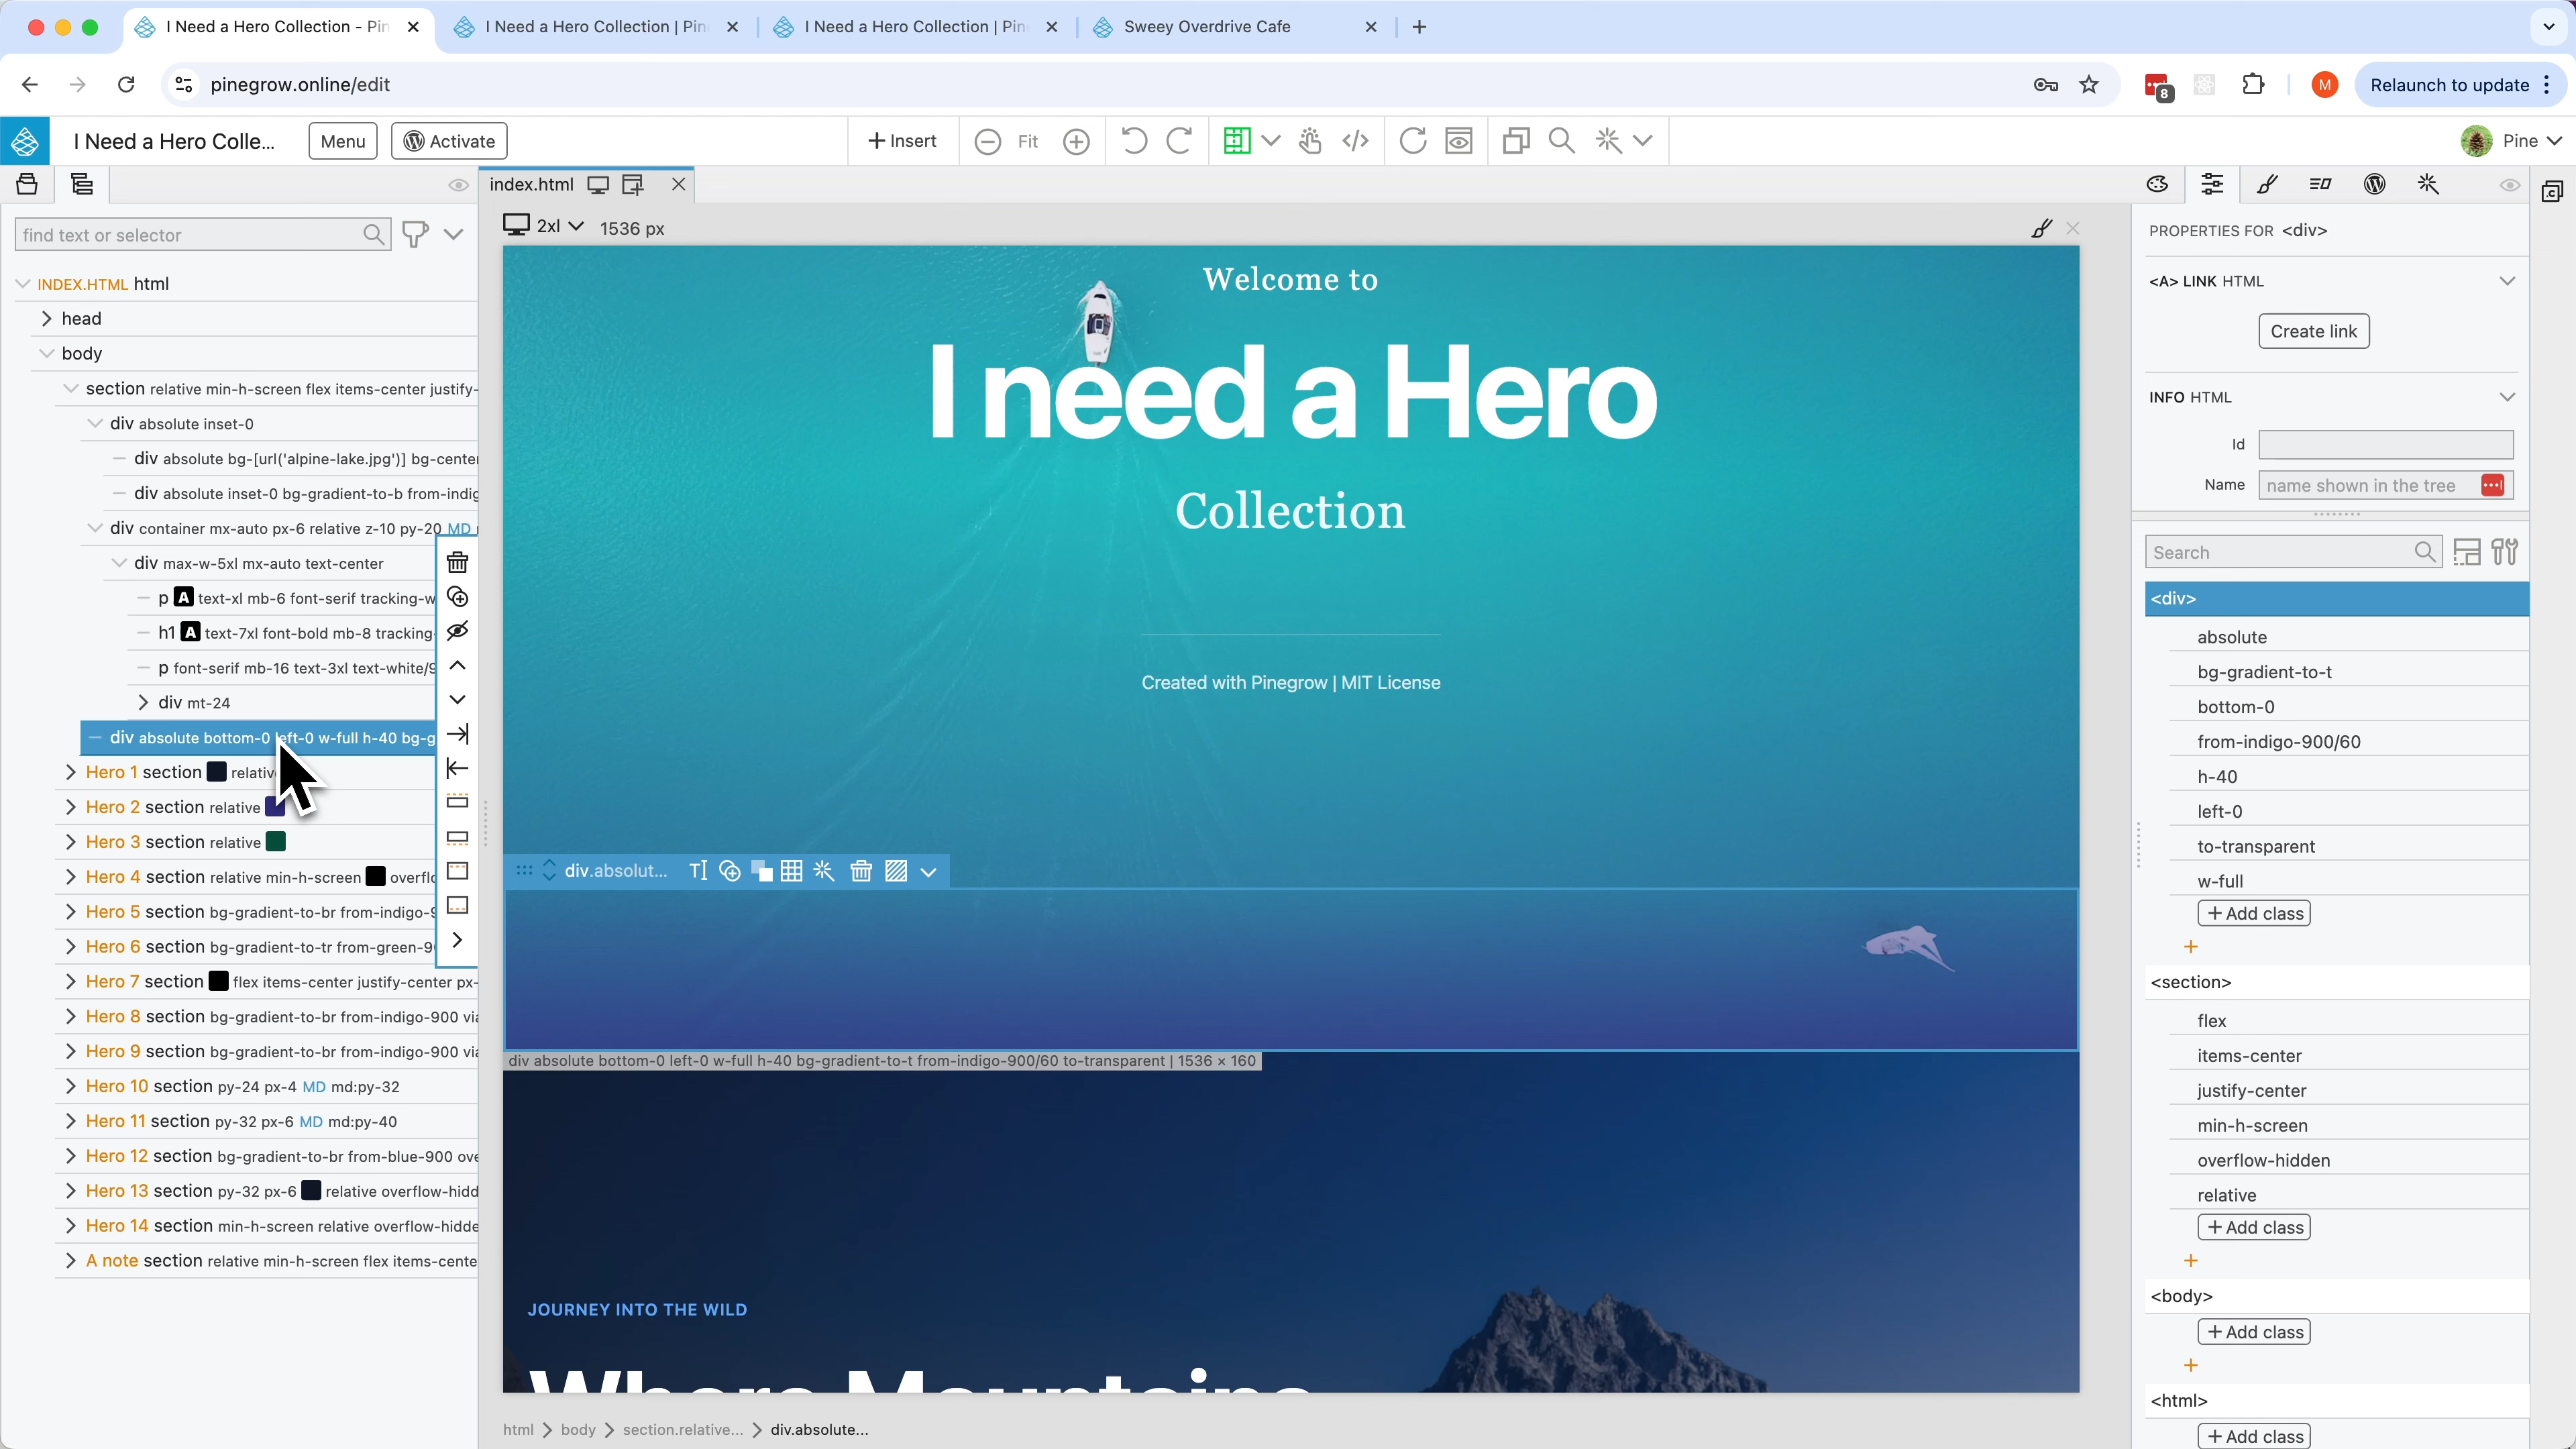 I Need a Hero Collection - Pin
I Need a Hero Collection | Pin
I Need a Hero Collection | Pin
Sweey Overdrive Cafe
pinegrow.online/edit
8
M
Relaunch to update
I Need a Hero Colle...
Menu
Activate
Insert
Fit
Pine
index.html
find text or selector
2xl
1536 px
INDEX.HTML html
head
body
section relative min-h-screen flex items-center justify-
div absolute inset-0
div absolute bg-[url('alpine-lake.jpg')] bg-center
div absolute inset-0 bg-gradient-to-b from-indig
div container mx-auto px-6 relative z-10 py-20 MD
div max-w-5xl mx-auto text-center
p A text-xl mb-6 font-serif tracking-w
h1 A text-7xl font-bold mb-8 tracking-
p font-serif mb-16 text-3xl text-white/9
div mt-24
div absolute bottom-0 left-0 w-full h-40 bg-g
Hero 1 section relative
Hero 2 section relative
Hero 3 section relative
Hero 4 section relative min-h-screen overflo
Hero 5 section bg-gradient-to-br from-indigo-9
Hero 6 section bg-gradient-to-tr from-green-90
Hero 7 section flex items-center justify-center px-
Hero 8 section bg-gradient-to-br from-indigo-900 via
Hero 9 section bg-gradient-to-br from-indigo-900 via
Hero 10 section py-24 px-4 MD md:py-32
Hero 11 section py-32 px-6 MD md:py-40
Hero 12 section bg-gradient-to-br from-blue-900 ove
Hero 13 section py-32 px-6 relative overflow-hidd
Hero 14 section min-h-screen relative overflow-hidde
A note section relative min-h-screen flex items-cente
Welcome to
I need a Hero
Collection
Created with Pinegrow | MIT License
div.absolut...
div absolute bottom-0 left-0 w-full h-40 bg-gradient-to-t from-indigo-900/60 to-transparent | 1536 × 160
JOURNEY INTO THE WILD
Where Mountains
html
body
section.relative...
div.absolute...
PROPERTIES FOR <div>
<A> LINK HTML
Create link
INFO HTML
Id
Name
name shown in the tree
Search
<div>
absolute
bg-gradient-to-t
bottom-0
from-indigo-900/60
h-40
left-0
to-transparent
w-full
+ Add class
+
<section>
flex
items-center
justify-center
min-h-screen
overflow-hidden
relative
+ Add class
+
<body>
+ Add class
+
<html>
+ Add class